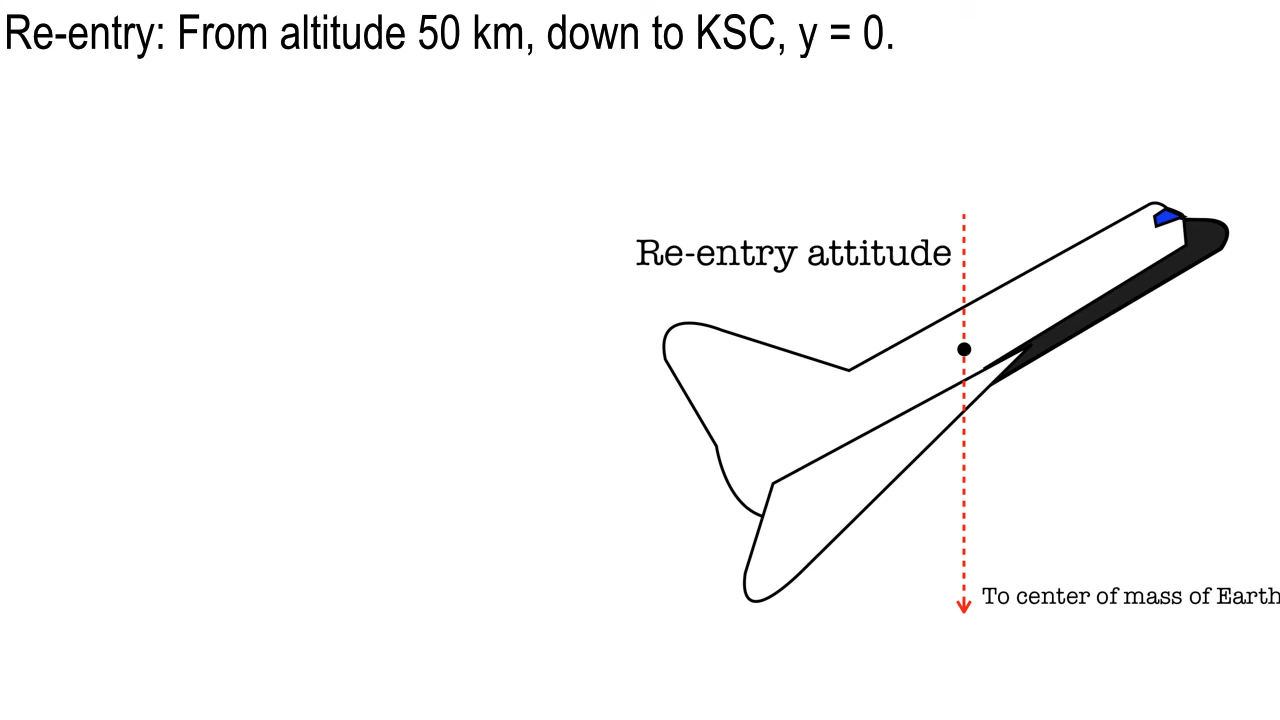 Re-entry: From altitude 50 km, down to KSC, y = 0.
Re-entry attitude
To center of mass of Earth